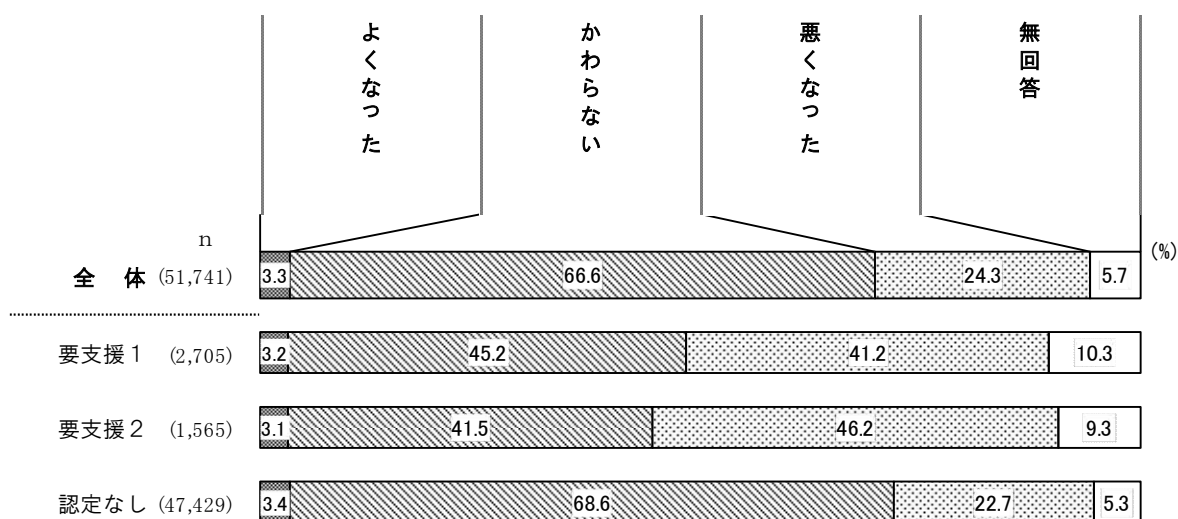 よくなった
かわらない
悪くなった
無回答
n
(%)
全 体 (51,741) 3.3 66.6 24.3 5.7
要支援１ (2,705) 3.2 45.2 41.2 10.3
要支援２ (1,565) 3.1 41.5 46.2 9.3
認定なし (47,429) 3.4 68.6 22.7 5.3